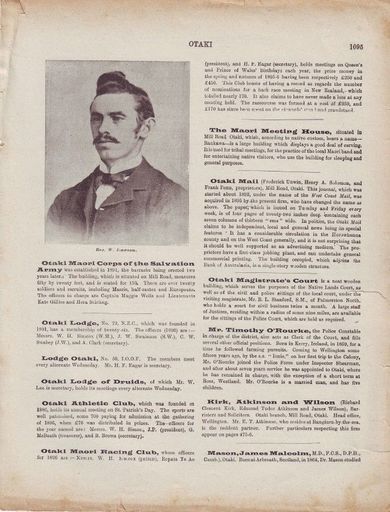 OTAKI
1095
Rev. W. Simpson.
Otaki Maori Corps of the Salvation
Army was established in 1891, the barracks being erected two
years later. The building, which is situated on Mill Road, measures
fifty by twenty feet, and is seated for 150. There are over twenty
soldiers and recruits, including Maoris, half-castes and Europeans.
The officers in charge are Captain Maggie Wells and Lieutenants
Kate Gillies and Hera
Otaki Lodge, No. 72, N.Z.C., which was founded in
1891, has a membership of twenty-six. The officers (1896) are:—
Messrs. W. H. Simcox (W.M.), F. W. (S.W.), C. W.
(J.W.), and A. Clark (secretary).
Lodge Otaki, No. 50, I.O.O.F. The members meet
every alternate Wednesday. Mr. H. F. Eagar is secretary.
Otaki Lodge of Druids, of which Mr. W.
Lee is secretary, holds its meetings every alternate Wednesday.
Otaki Athletic Club, which was founded at
1886, holds its annual meeting on St. Patrick's Day. The sports are
well patronised, some 700 paying for admission at the gathering
of 1896, when £76 was distributed in prizes. The officers for
the year named are: Messrs. W. H. Simcox, J.P. (president), G.
McBeath (treasurer), and B. Brown (secretary).
Otaki Maori Racing Club, whose officers
for 1896 are:—Messrs. W. H. Simcox (patron), Ropata Te Ao
(president), and H. F. Eagar (secretary), holds meetings on Queen's
and Prince of Wales' Birthdays each year, the prize money in
the spring and autumn of 1895-6 having been respectively £350 and
£450. This Club boasts of having a record as regards the number
of nominations for a hack race meeting in New Zealand, which
totalled nearly 170. It also claims to have never made a loss at any
meeting held. The racecourse was formed at a cost of £350, and
£170 has since been spent on the
The Maori Meeting House, situated in
Mill Road, Otaki, which, according to native custom, bears a name—
Raukawa—is a large building which displays a good deal of carving.
It is used for tribal meetings, for the practice of the local Maori band and
for entertaining native visitors, who use the building for sleeping and
general purposes.
Otaki Mail (Frederick Unwin, Henry A. Solomon, and
Frank Penn, proprietors), Mill Road, Otaki. This journal, which was
started about 1892, under the name of the West Coast Mail, was
acquired in 1895 by the present firm, who have changed the name as
above. The paper, which is issued on Tuesday and Friday every
week, is of four pages of twenty-two inches deep containing each
seven columns of thirteen "ems" wide. In politics, the Otaki Mail
claims to be independent, local and general news being its special
features. It has a considerable circulation in the Horowhenua
county and on the West Coast generally, and it is not surprising that
it should be well supported as an advertising medium. The pro-
prietors have a first-class jobbing plant, and can undertake general
commercial printing. The building occupied, which adjoins the
Bank of Australasia, is a single-story wooden structure.
Otaki Magistrate's Court is a neat wooden
building, which serves the purposes of the Native Lands Court, as
well as of the civil and police sittings of the local court, under the
visiting magistrate, Mr. R. L. Stanford, S.M., of Palmerston North,
who holds a court for civil business twice a month. A large staff
of Justices, residing within a radius of some nine miles, are available
for the sittings of the Police Court, which are held as required.
Mr. Timothy O'Rourke, the Police Constable
in charge of the district, also acts as Clerk of the Court, and fills
several other official positions. Born in Kerry, Ireland, in 1859, for a
time he followed farming pursuits. Coming to the Colony, some
fifteen years ago, by the s.s. "Ionic," on her first trip to the Colony,
Mr. O'Rourke joined the Police Force under Inspector Shearman,
and after about seven years service he was appointed to Otaki, where
he has remained in charge, with the exception of a short term at
Ross, Westland. Mr. O'Rourke is a married man, and has five
children.
Kirk, Atkinson and Wilson (Richard
Clement Kirk, Edmund Tudor Atkinson and James Wilson), Bar-
risters and Solicitors. Otaki branch, Mill Road, Otaki. Head office,
Wellington. Mr. E. T. Atkinson, who resided at Rangiuru by-the-sea,
is the resident partner. Further particulars respecting this firm
appear on pages 475-6.
Mason, James Malcolm, M.D., F.C.S., D.P.H.,
Camb.), Otaki. Born at Arbroath, Scotland, in 1864, Dr. Mason studied